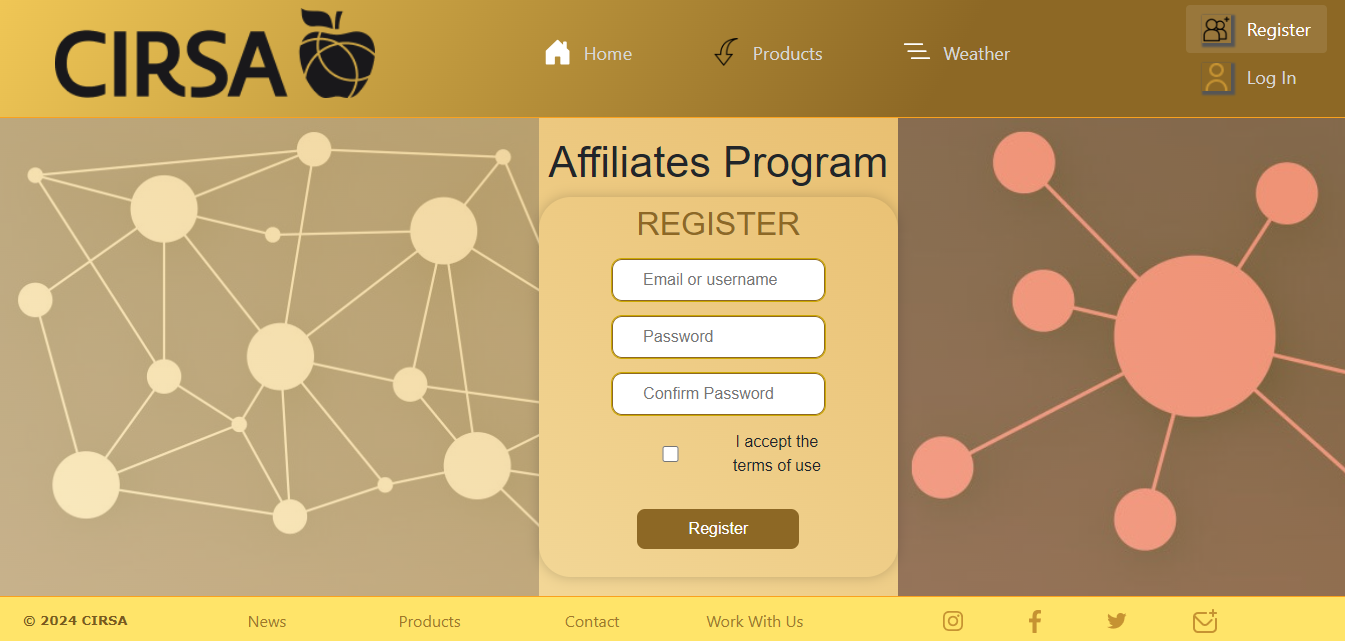 CIRSA
Home
Products
Weather
Register
Log In
Affiliates Program
REGISTER
Email or username
Password
Confirm Password
I accept the
terms of use
Register
© 2024 CIRSA
News
Products
Contact
Work With Us